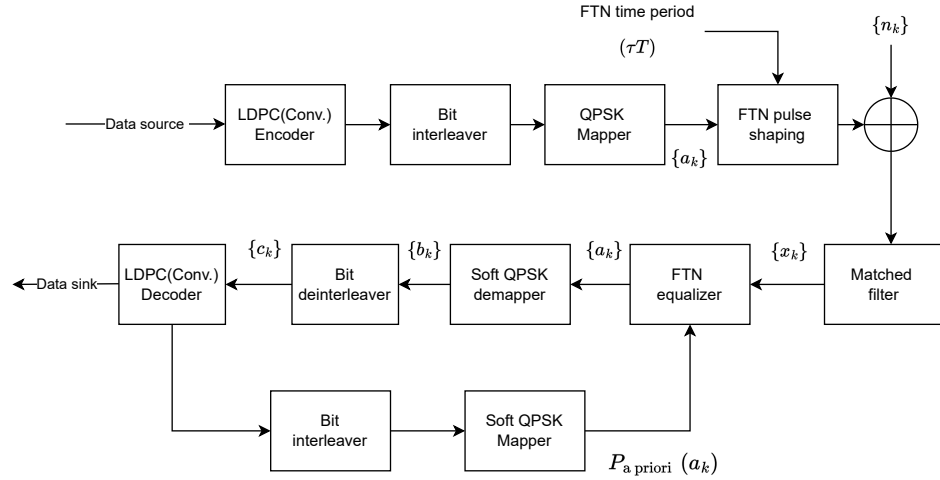 FTN time period
(τT)
{n_k}
Data source
LDPC(Conv.)
Encoder
Bit
interleaver
QPSK
Mapper
{a_k}
FTN pulse
shaping
Data sink
LDPC(Conv.)
Decoder
{c_k}
Bit
deinterleaver
{b_k}
Soft QPSK
demapper
{a_k}
FTN
equalizer
{x_k}
Matched
filter
Bit
interleaver
Soft QPSK
Mapper
P_{a priori} (a_k)